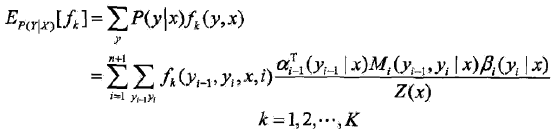 E_{P(Y|X)}[f_k] = \sum_{y} P(y|x) f_k(y, x)
= \sum_{i=1}^{n+1} \sum_{y_{i-1} y_i} f_k(y_{i-1}, y_i, x, i) \frac{\alpha_{i-1}^{T}(y_{i-1} | x) M_i(y_{i-1}, y_i | x) \beta_i(y_i | x)}{Z(x)}
k = 1, 2, \cdots, K